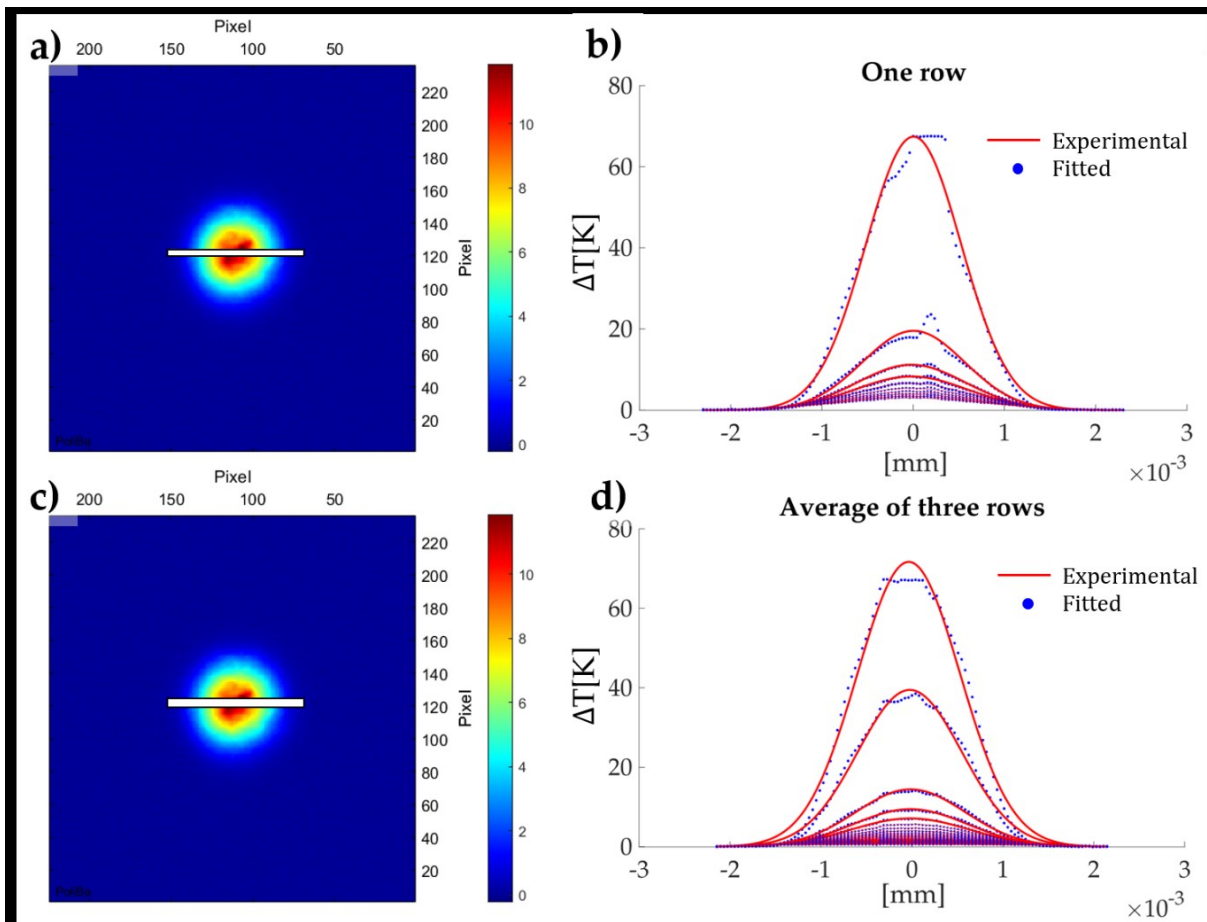 a)
Pixel
200 150 100 50
220
200
180
160
140
120
100
80
60
40
20
Pixel
10
8
6
4
2
0
b)
One row
80
60
40
20
0
ΔT[K]
Experimental
Fitted
-3 -2 -1 0 1 2 3
[mm]
×10⁻³
c)
Pixel
200 150 100 50
220
200
180
160
140
120
100
80
60
40
20
Pixel
10
8
6
4
2
0
d)
Average of three rows
80
60
40
20
0
ΔT[K]
Experimental
Fitted
-3 -2 -1 0 1 2 3
[mm]
×10⁻³